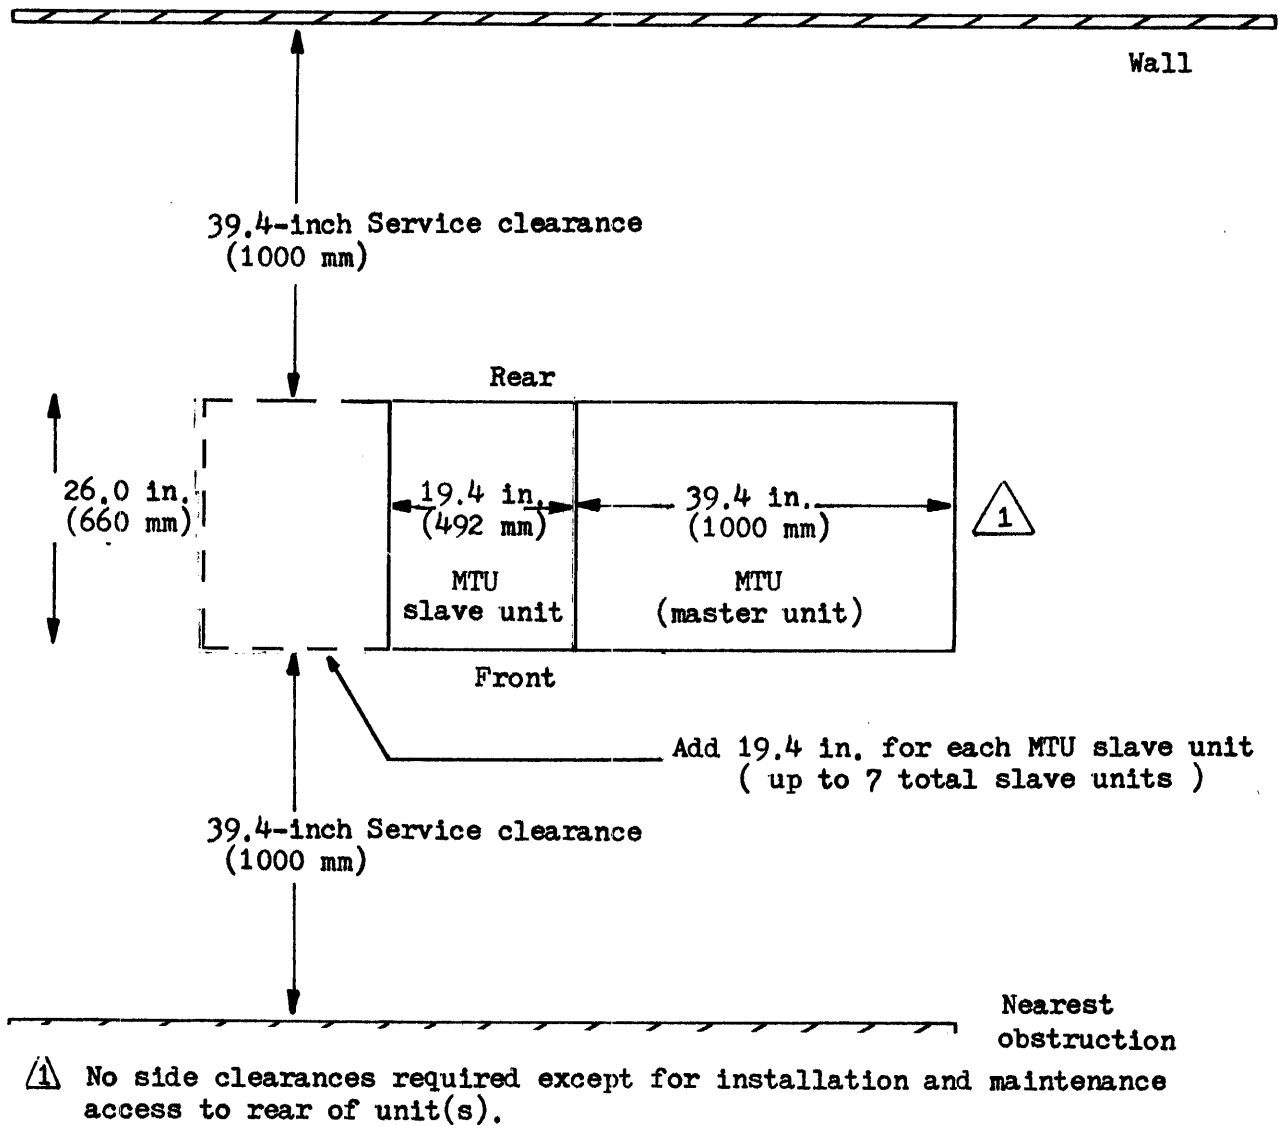 Wall
39.4-inch Service clearance
(1000 mm)
Rear
26.0 in.
(660 mm)
19.4 in.
(492 mm)
MTU
slave unit
39.4 in.
(1000 mm)
MTU
(master unit)
1
Front
Add 19.4 in. for each MTU slave unit
( up to 7 total slave units )
39.4-inch Service clearance
(1000 mm)
Nearest
obstruction
1 No side clearances required except for installation and maintenance
access to rear of unit(s).